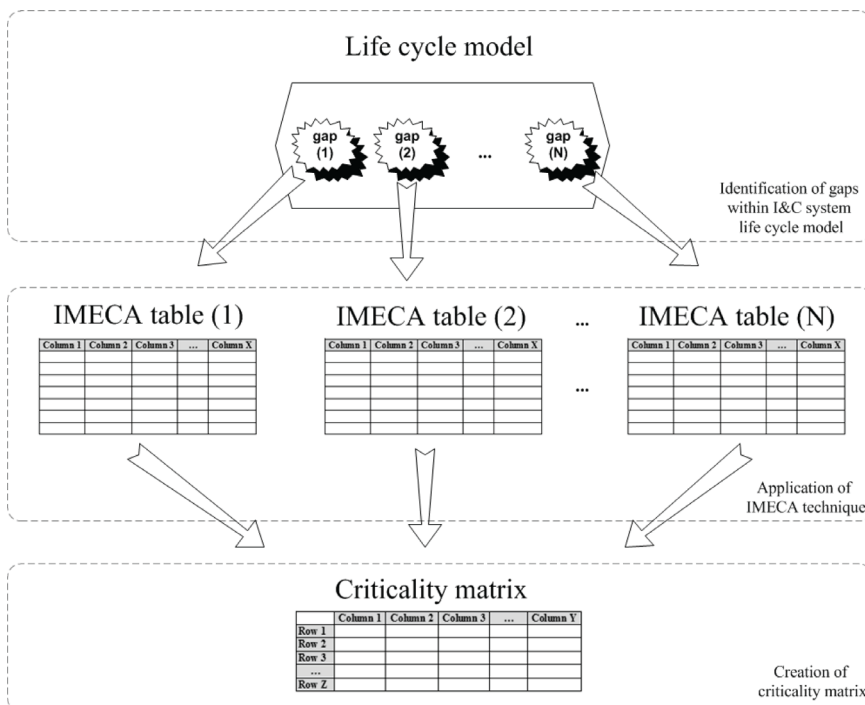 Life cycle model
gap gap gap
(1) (2) ... (N)
Identification of gaps
within I&C system
life cycle model
IMECA table (1) IMECA table (2) ... IMECA table (N)
Column 1 Column 2 Column 3 ... Column X Column 1 Column 2 Column 3 ... Column X Column 1 Column 2 Column 3 ... Column X
...
Application of
IMECA technique
Criticality matrix
Column 1 Column 2 Column 3 ... Column Y
Row 1
Row 2
Row 3
...
Row Z
Creation of
criticality matrix